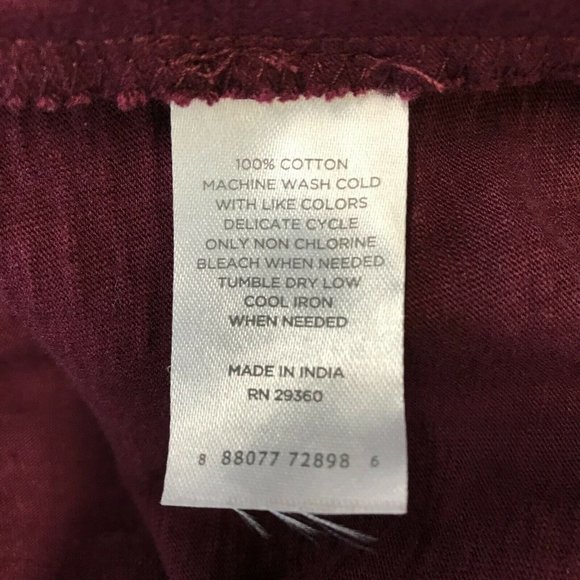 100% COTTON
MACHINE WASH COLD
WITH LIKE COLORS
DELICATE CYCLE
ONLY NON CHLORINE
BLEACH WHEN NEEDED
TUMBLE DRY LOW
COOL IRON
WHEN NEEDED
MADE IN INDIA
RN 29360
8 88077 72898 6